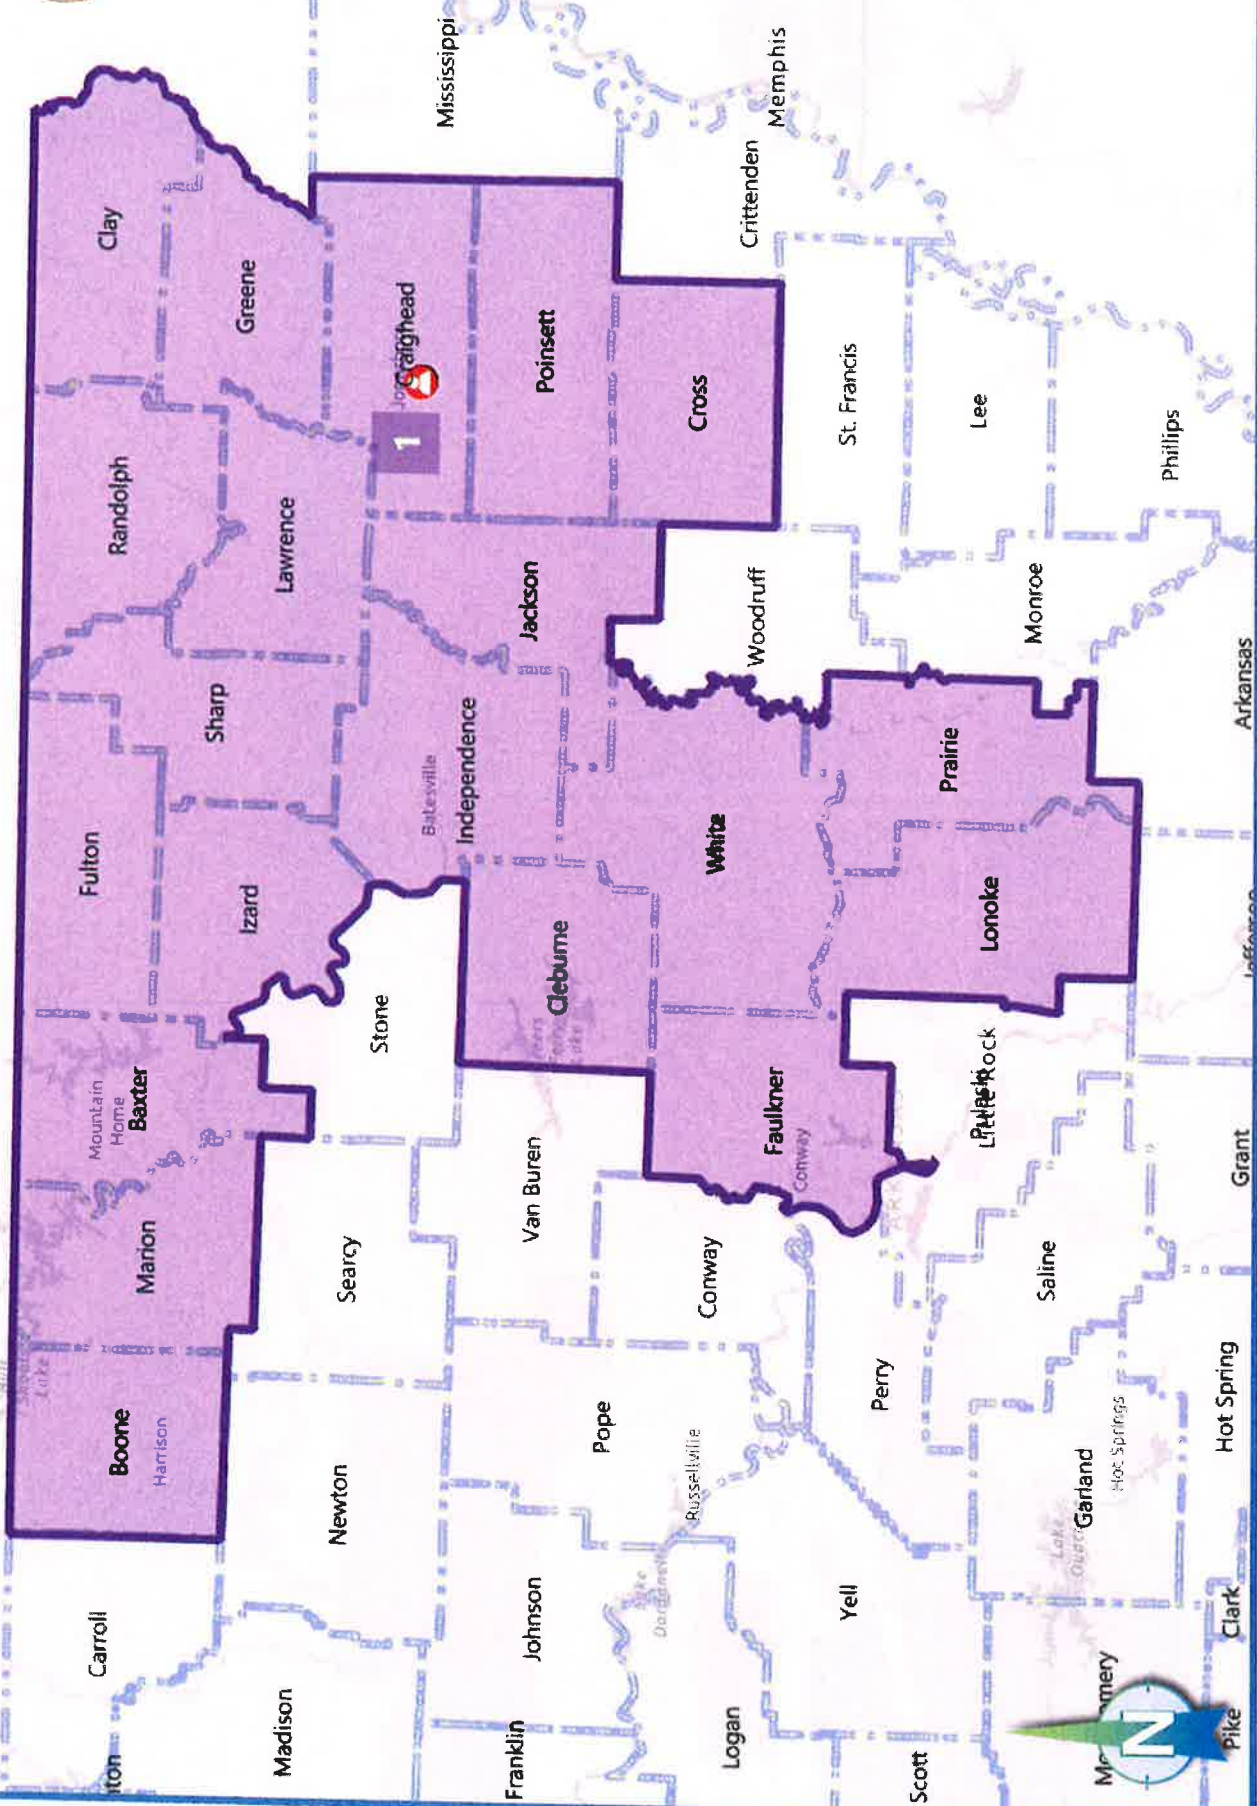 Carroll
Boone
Harrison
Marion
Mountain
Home
Baxter
Fulton
Randolph
Clay
Madison
Newton
Searcy
Stone
Izard
Sharp
Lawrence
Greene
Batesville
Independence
Jackson
Craighead
1
Mississippi
Franklin
Johnson
Van Buren
Cleburne
Poinsett
Pope
Russellville
Conway
Faulkner
Conway
White
Woodruff
Cross
Crittenden
Memphis
Logan
Yell
Perry
Pulaski
Little Rock
Lonoke
Prairie
Monroe
St. Francis
Lee
Phillips
Scott
Garland
Hot Springs
Lake
Saline
N
Pike
Clark
Hot Spring
Grant
Arkansas
Lake